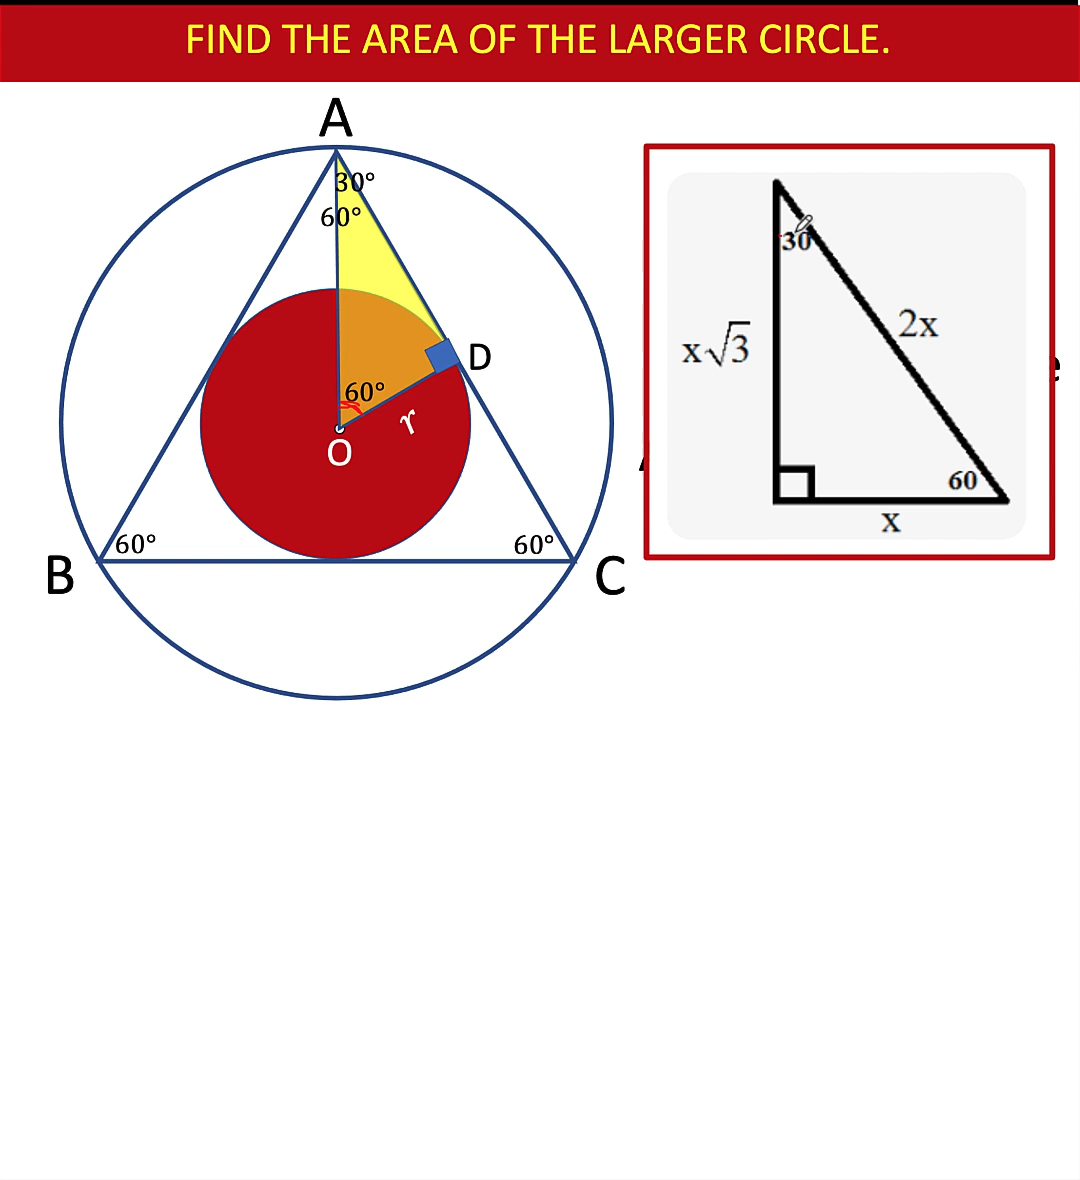 FIND THE AREA OF THE LARGER CIRCLE.
A
30°
60°
D
60°
r
O
60°
60°
B
C
30
x√3
2x
60
x
e